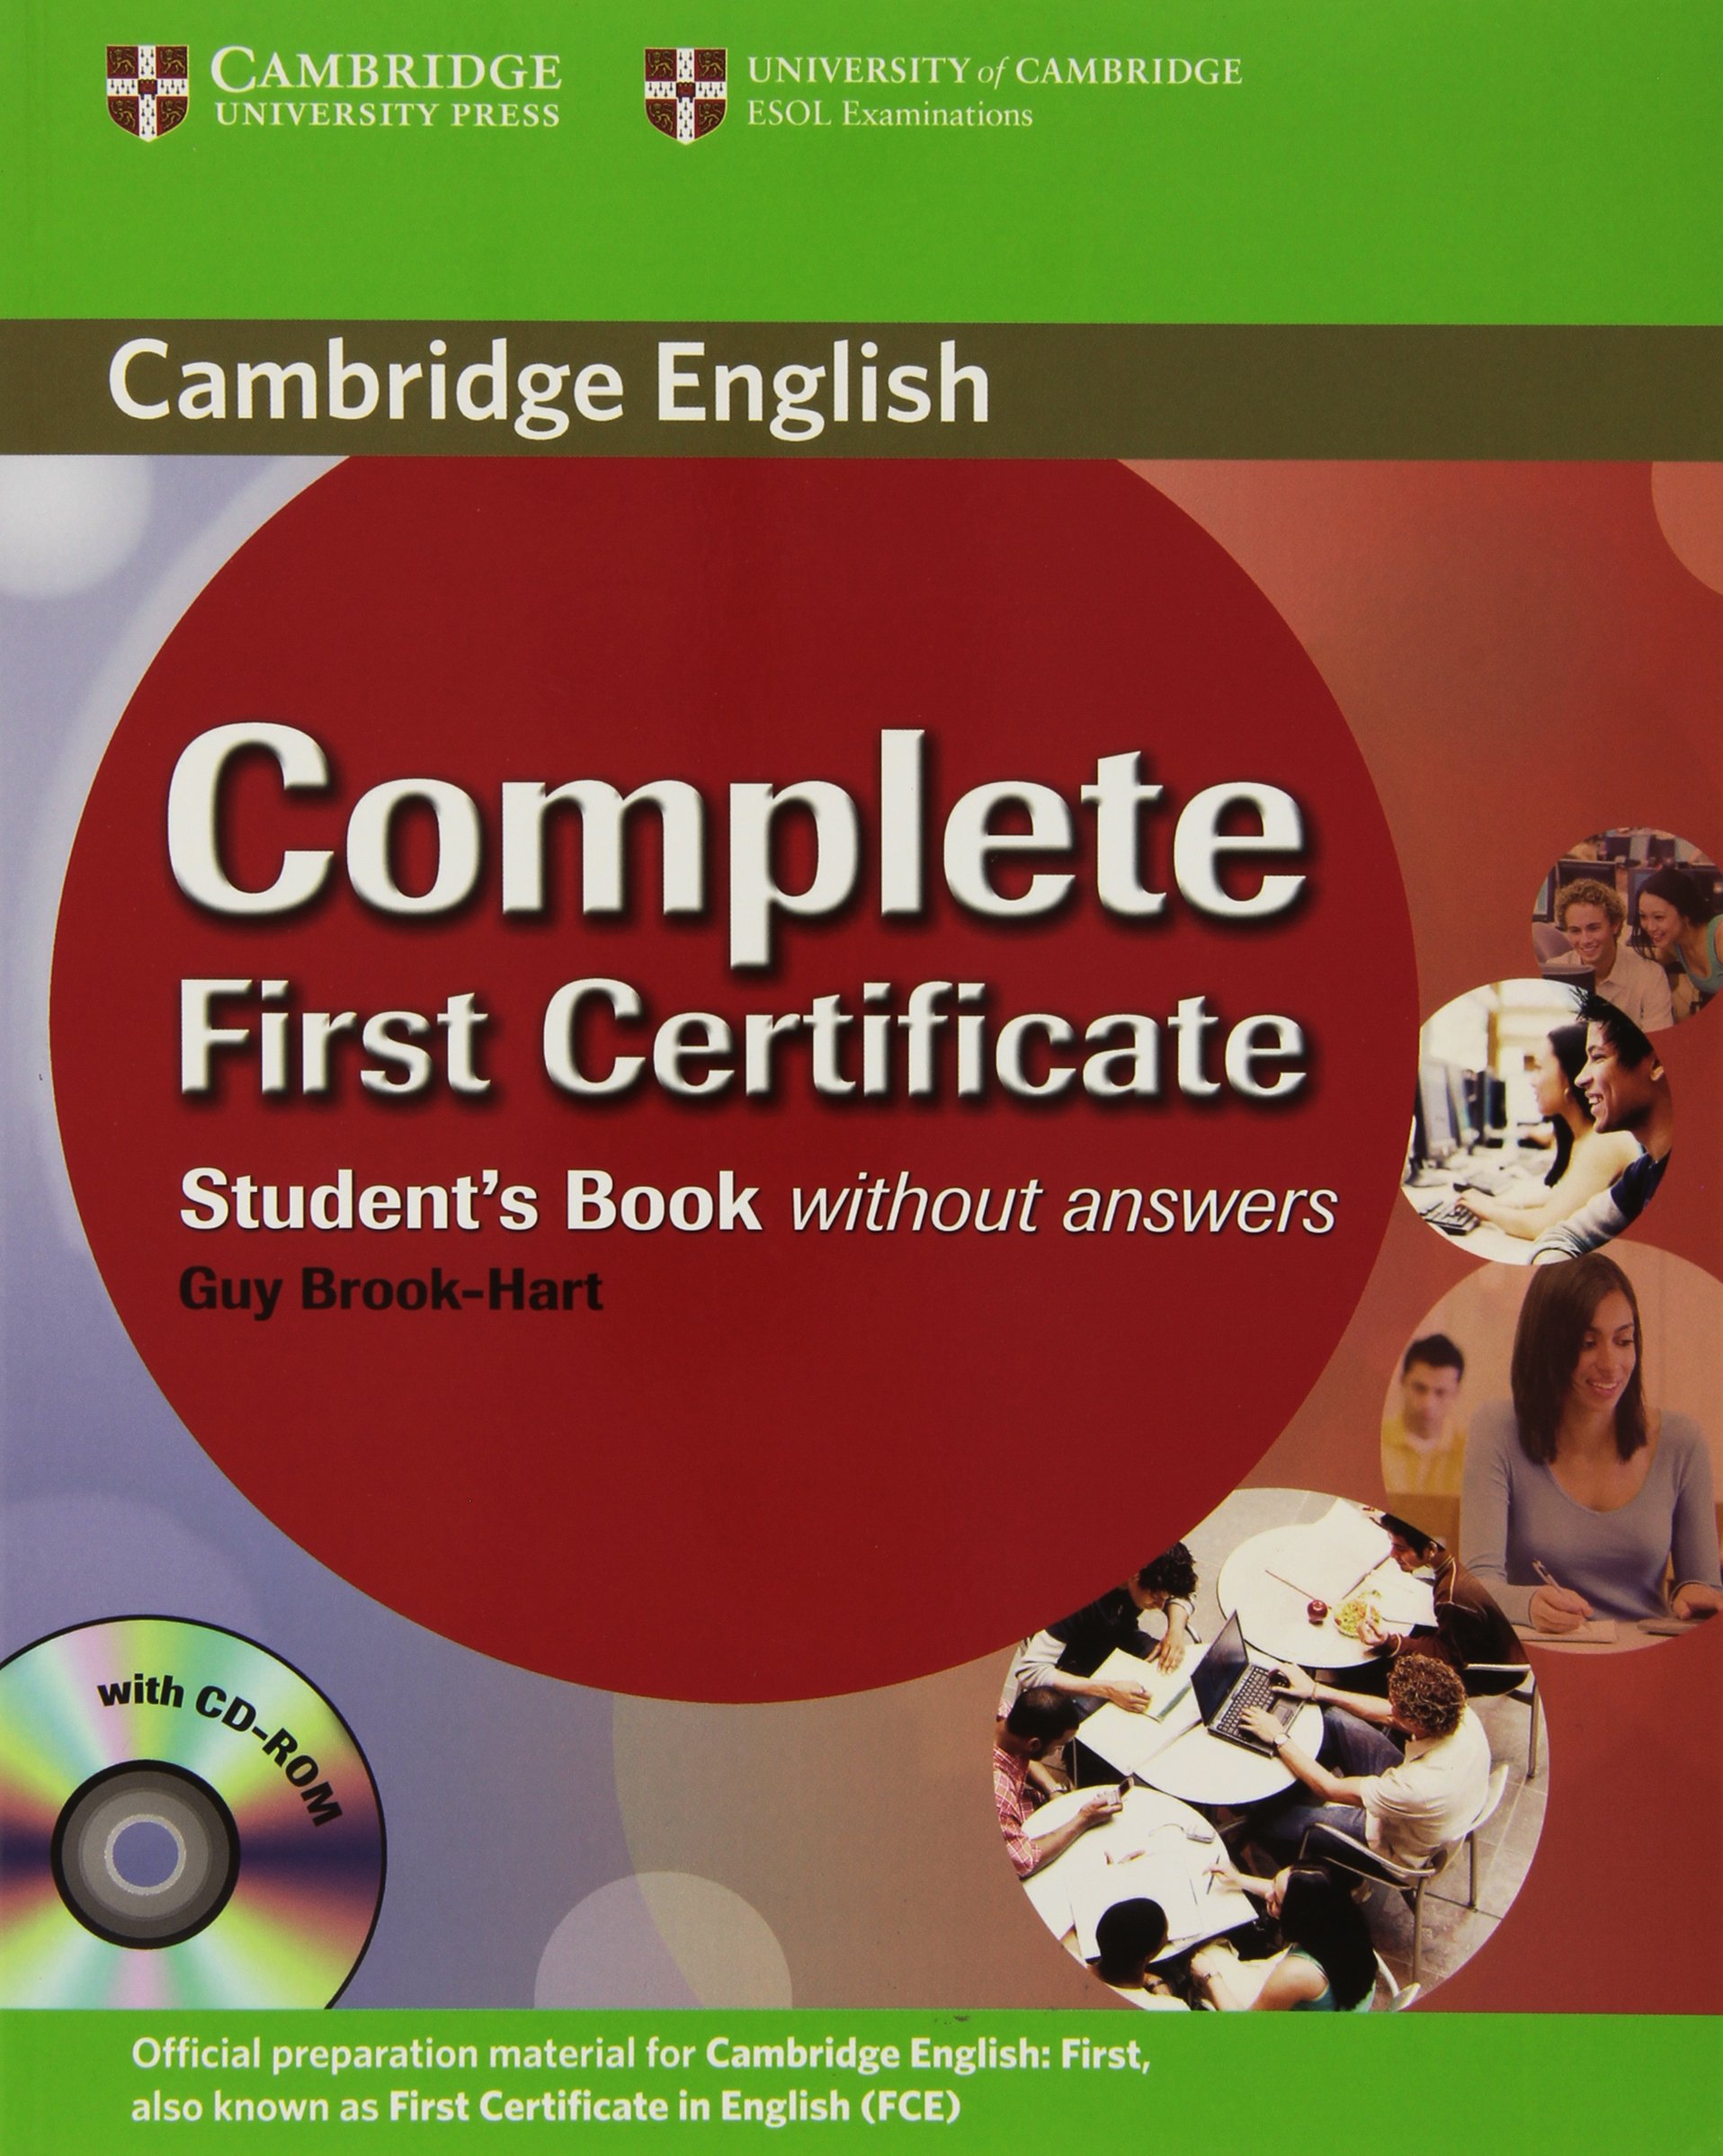 CAMBRIDGE
UNIVERSITY PRESS
UNIVERSITY of CAMBRIDGE
ESOL Examinations
Cambridge English
Complete
First Certificate
Student's Book without answers
Guy Brook-Hart
with CD-ROM
Official preparation material for Cambridge English: First,
also known as First Certificate in English (FCE)